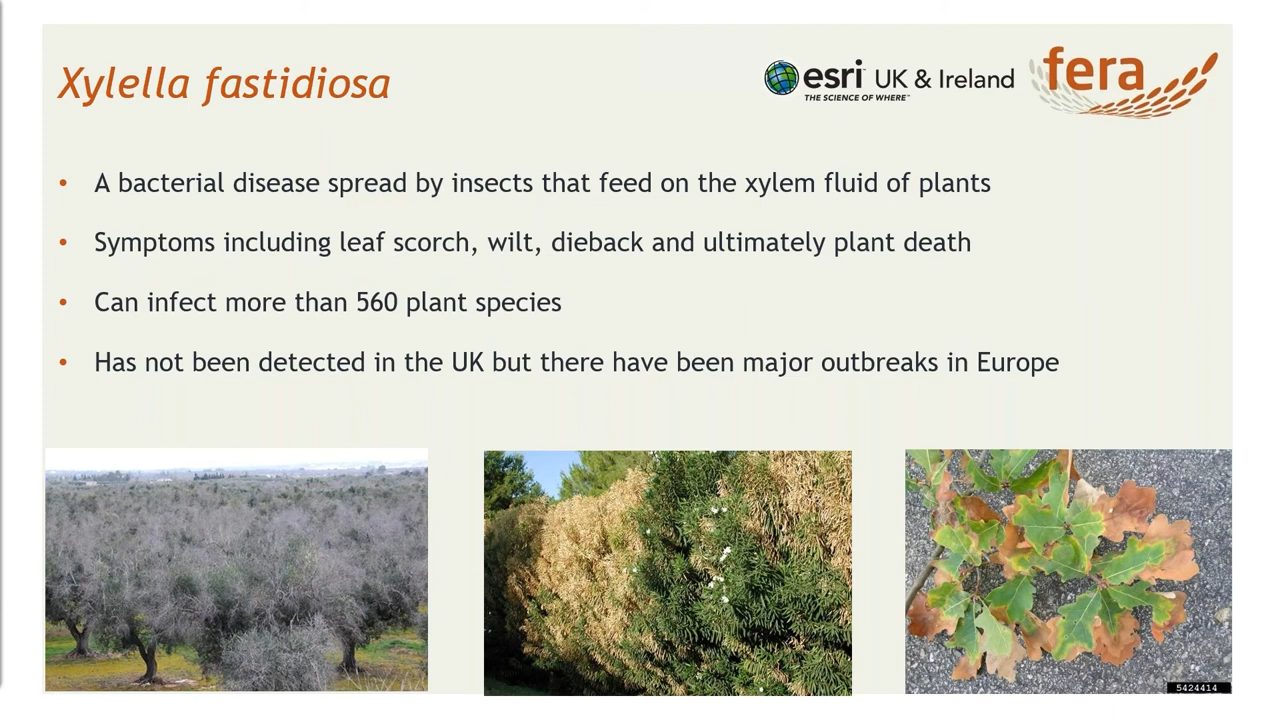 Xylella fastidiosa
esri UK & Ireland
THE SCIENCE OF WHERE™
fera
• A bacterial disease spread by insects that feed on the xylem fluid of plants
• Symptoms including leaf scorch, wilt, dieback and ultimately plant death
• Can infect more than 560 plant species
• Has not been detected in the UK but there have been major outbreaks in Europe
5424414